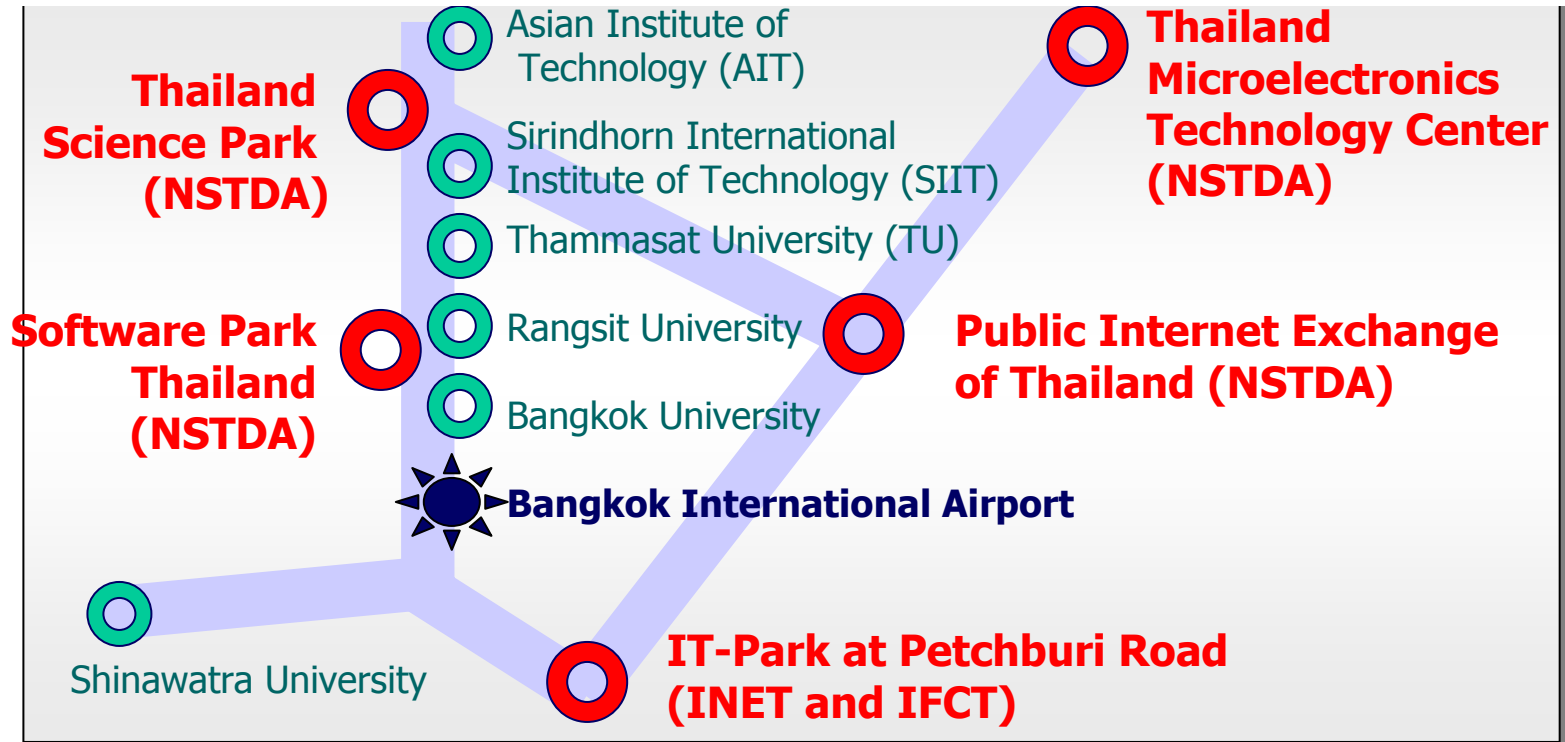 Asian Institute of
Technology (AIT)
Thailand
Microelectronics
Technology Center
(NSTDA)
Thailand
Science Park
(NSTDA)
Sirindhorn International
Institute of Technology (SIIT)
Thammasat University (TU)
Software Park
Thailand
(NSTDA)
Rangsit University
Public Internet Exchange
of Thailand (NSTDA)
Bangkok University
Bangkok International Airport
Shinawatra University
IT-Park at Petchburi Road
(INET and IFCT)